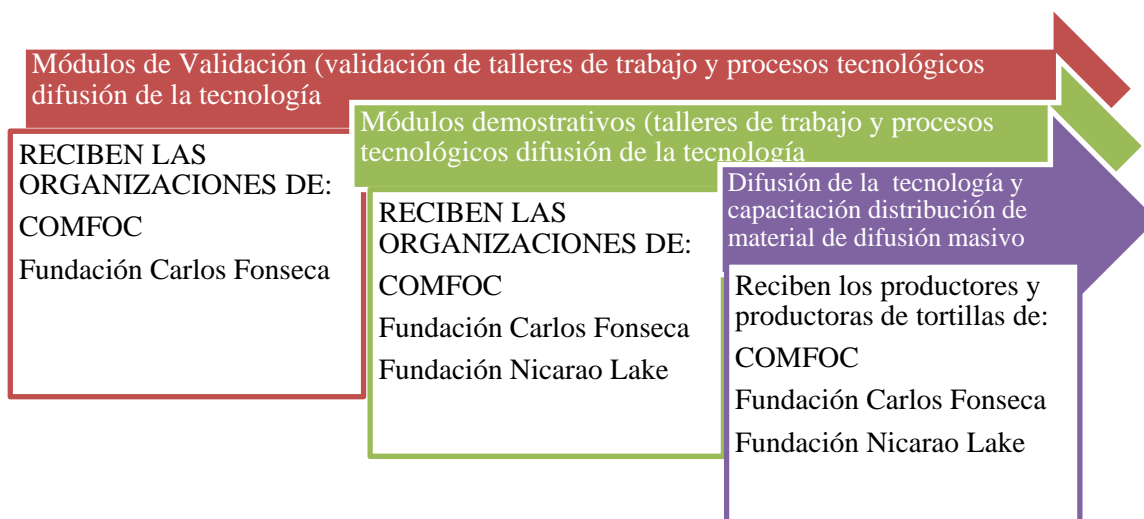 Módulos de Validación (validación de talleres de trabajo y procesos tecnológicos
difusión de la tecnología
RECIBEN LAS
ORGANIZACIONES DE:
COMFOC
Fundación Carlos Fonseca
Módulos demostrativos (talleres de trabajo y procesos
tecnológicos difusión de la tecnología
RECIBEN LAS
ORGANIZACIONES DE:
COMFOC
Fundación Carlos Fonseca
Fundación Nicarao Lake
Difusión de la tecnología y
capacitación distribución de
material de difusión masivo
Reciben los productores y
productoras de tortillas de:
COMFOC
Fundación Carlos Fonseca
Fundación Nicarao Lake